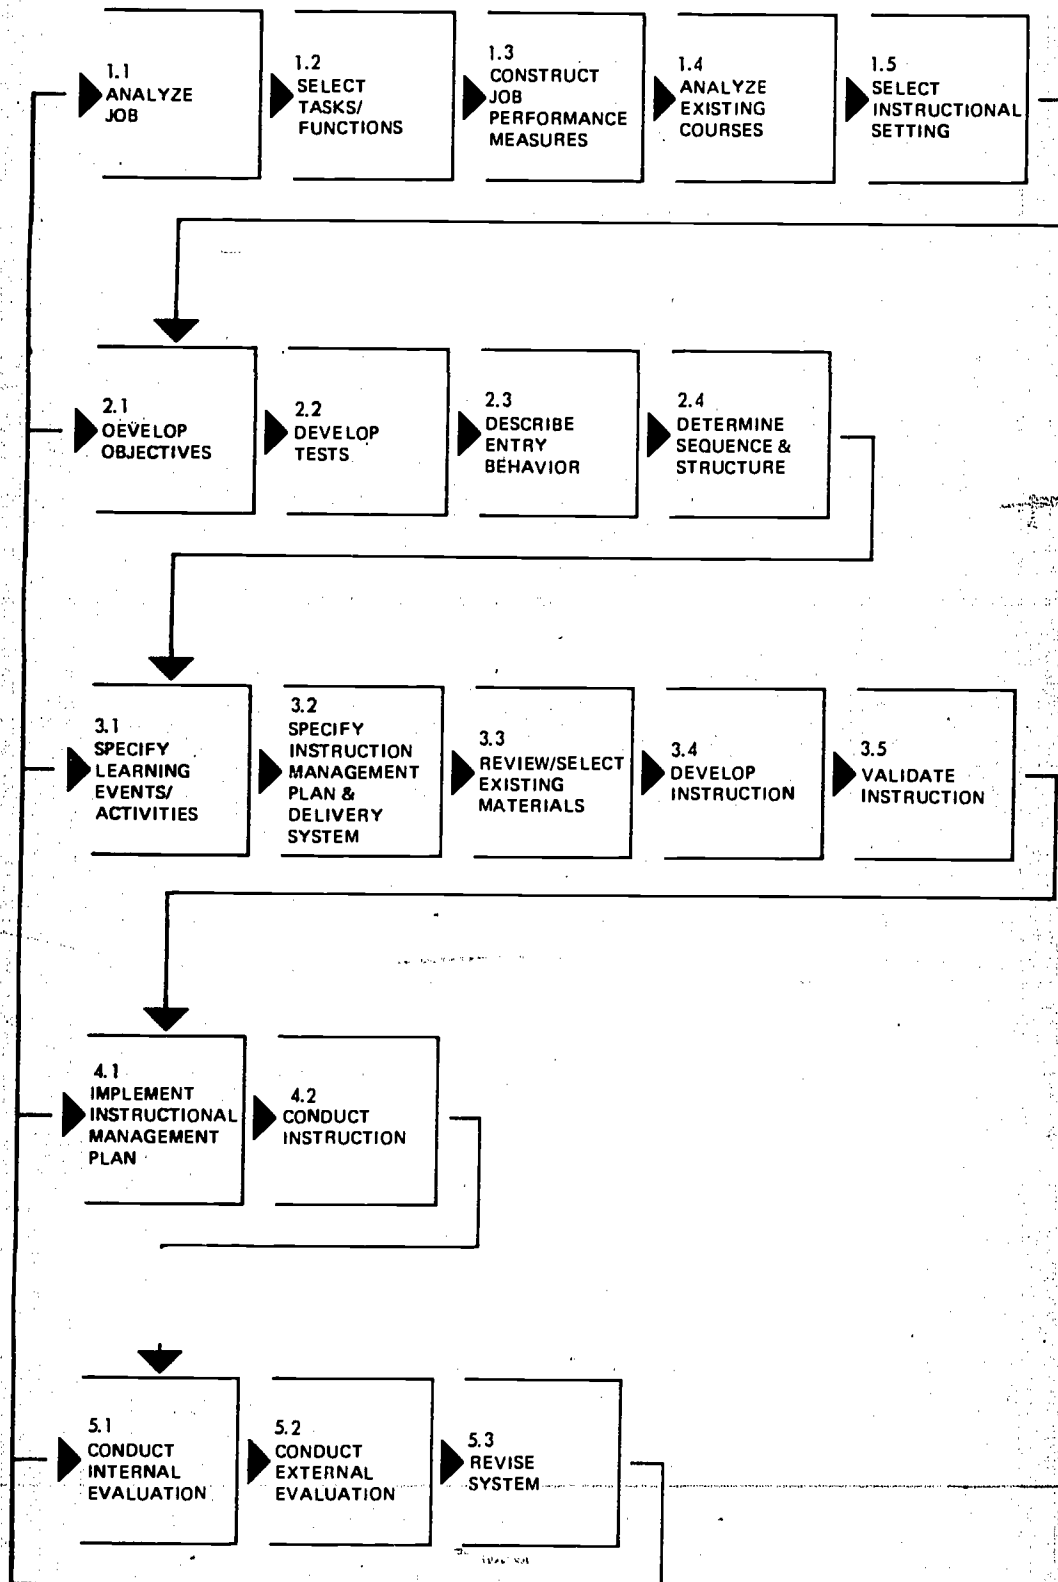 1.1
ANALYZE
JOB
1.2
SELECT
TASKS/
FUNCTIONS
1.3
CONSTRUCT
JOB
PERFORMANCE
MEASURES
1.4
ANALYZE
EXISTING
COURSES
1.5
SELECT
INSTRUCTIONAL
SETTING
2.1
DEVELOP
OBJECTIVES
2.2
DEVELOP
TESTS
2.3
DESCRIBE
ENTRY
BEHAVIOR
2.4
DETERMINE
SEQUENCE &
STRUCTURE
3.1
SPECIFY
LEARNING
EVENTS/
ACTIVITIES
3.2
SPECIFY
INSTRUCTION
MANAGEMENT
PLAN &
DELIVERY
SYSTEM
3.3
REVIEW/SELECT
EXISTING
MATERIALS
3.4
DEVELOP
INSTRUCTION
3.5
VALIDATE
INSTRUCTION
4.1
IMPLEMENT
INSTRUCTIONAL
MANAGEMENT
PLAN
4.2
CONDUCT
INSTRUCTION
5.1
CONDUCT
INTERNAL
EVALUATION
5.2
CONDUCT
EXTERNAL
EVALUATION
5.3
REVISE
SYSTEM